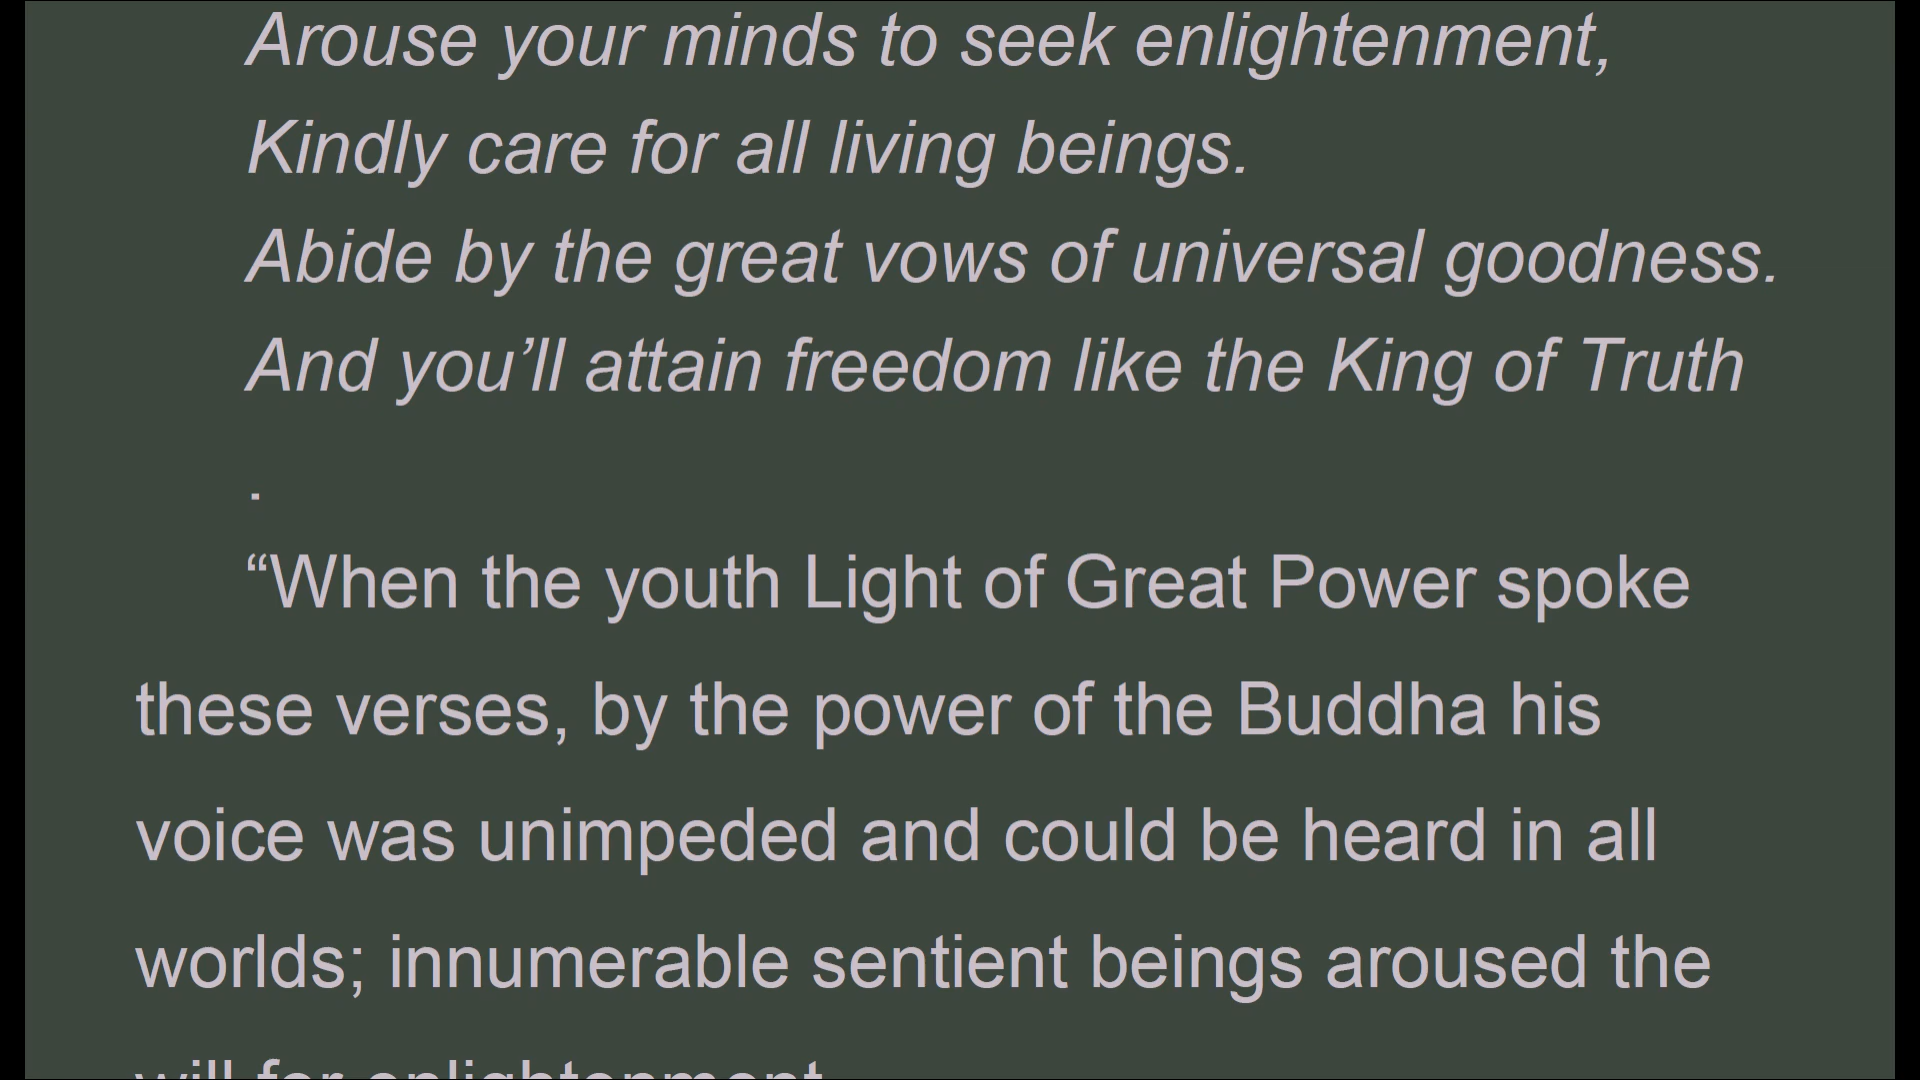 Arouse your minds to seek enlightenment,
Kindly care for all living beings.
Abide by the great vows of universal goodness.
And you’ll attain freedom like the King of Truth
.
“When the youth Light of Great Power spoke
these verses, by the power of the Buddha his
voice was unimpeded and could be heard in all
worlds; innumerable sentient beings aroused the
will for enlightenment